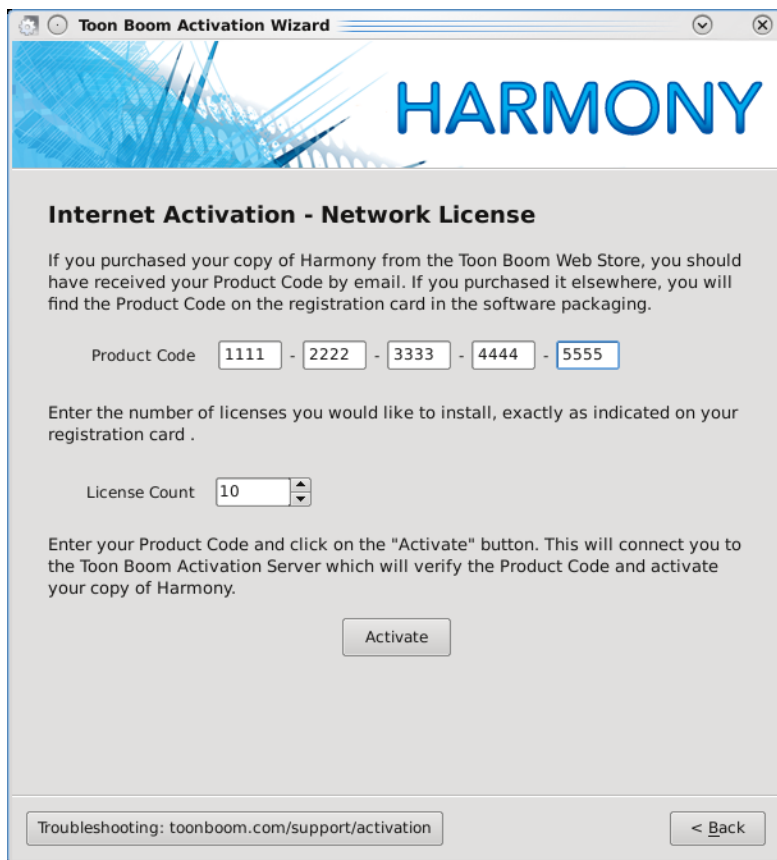 Toon Boom Activation Wizard
HARMONY
Internet Activation - Network License
If you purchased your copy of Harmony from the Toon Boom Web Store, you should
have received your Product Code by email. If you purchased it elsewhere, you will
find the Product Code on the registration card in the software packaging.
Product Code 1111 - 2222 - 3333 - 4444 - 5555
Enter the number of licenses you would like to install, exactly as indicated on your
registration card .
License Count 10
Enter your Product Code and click on the "Activate" button. This will connect you to
the Toon Boom Activation Server which will verify the Product Code and activate
your copy of Harmony.
Activate
Troubleshooting: toonboom.com/support/activation < Back